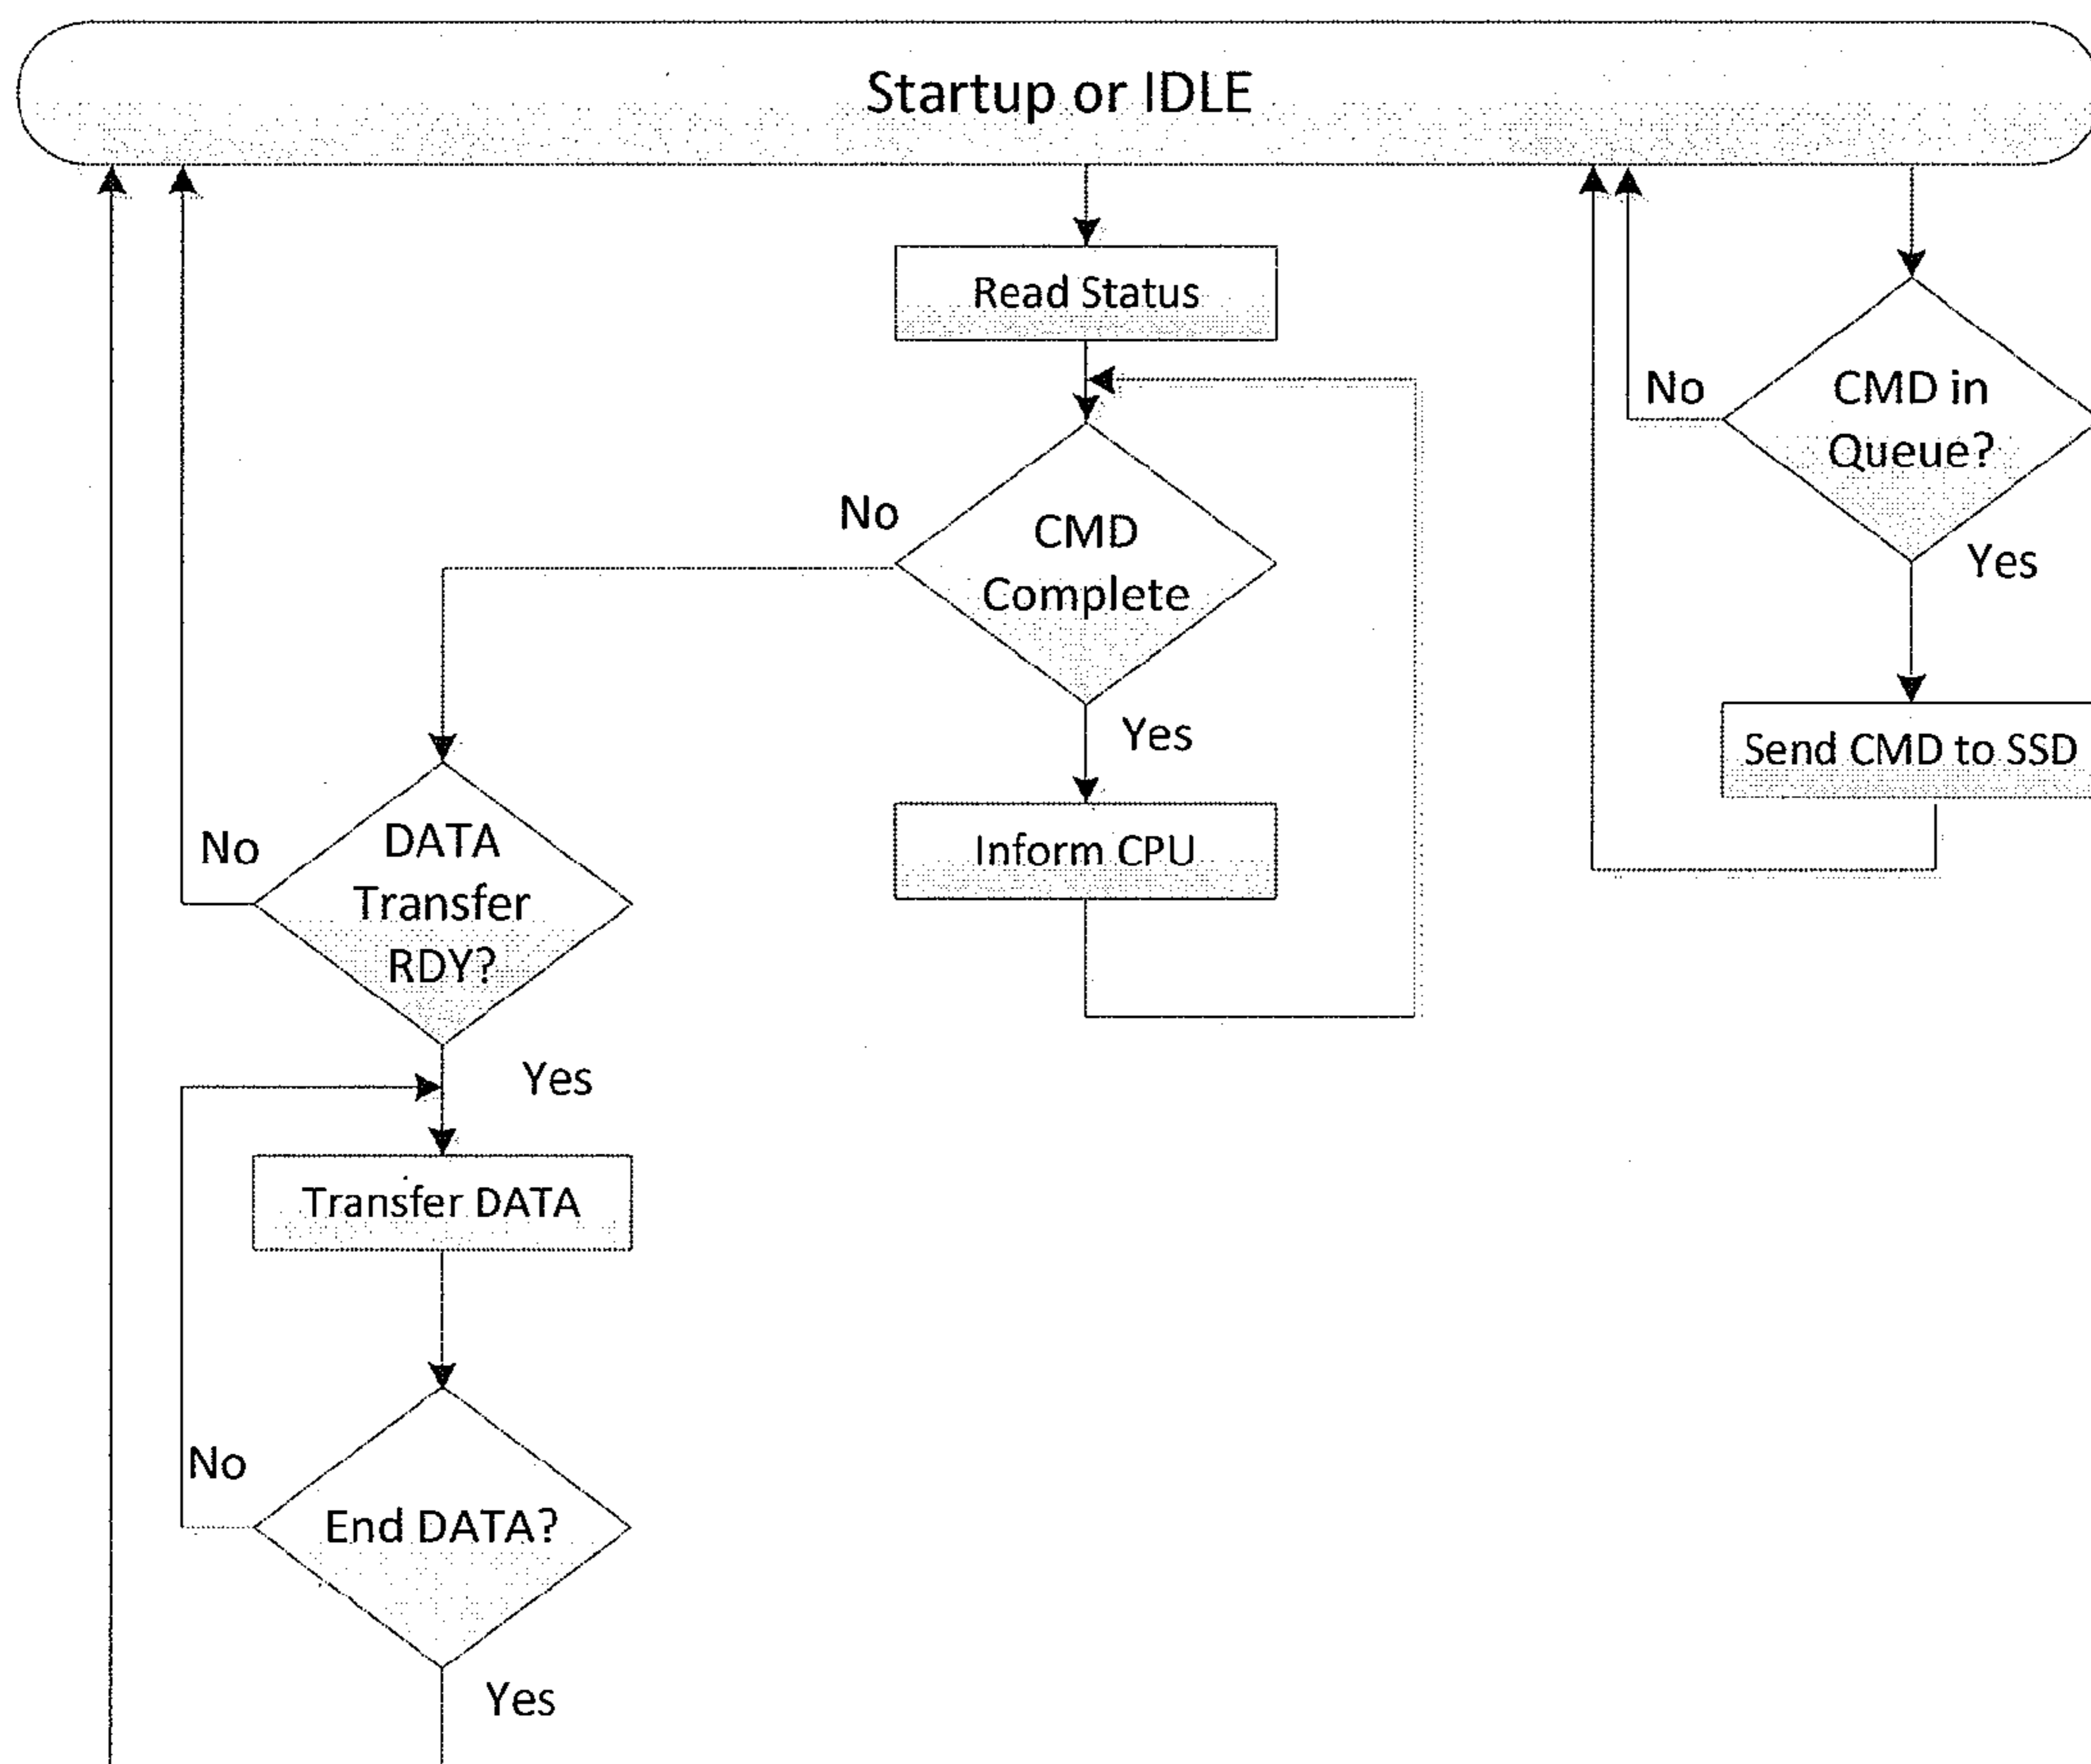 Startup or IDLE
Read Status
No
CMD in
Queue?
No
CMD
Complete
Yes
Yes
Send CMD to SSD
No
DATA
Transfer
RDY?
Inform CPU
Yes
Transfer DATA
No
End DATA?
Yes